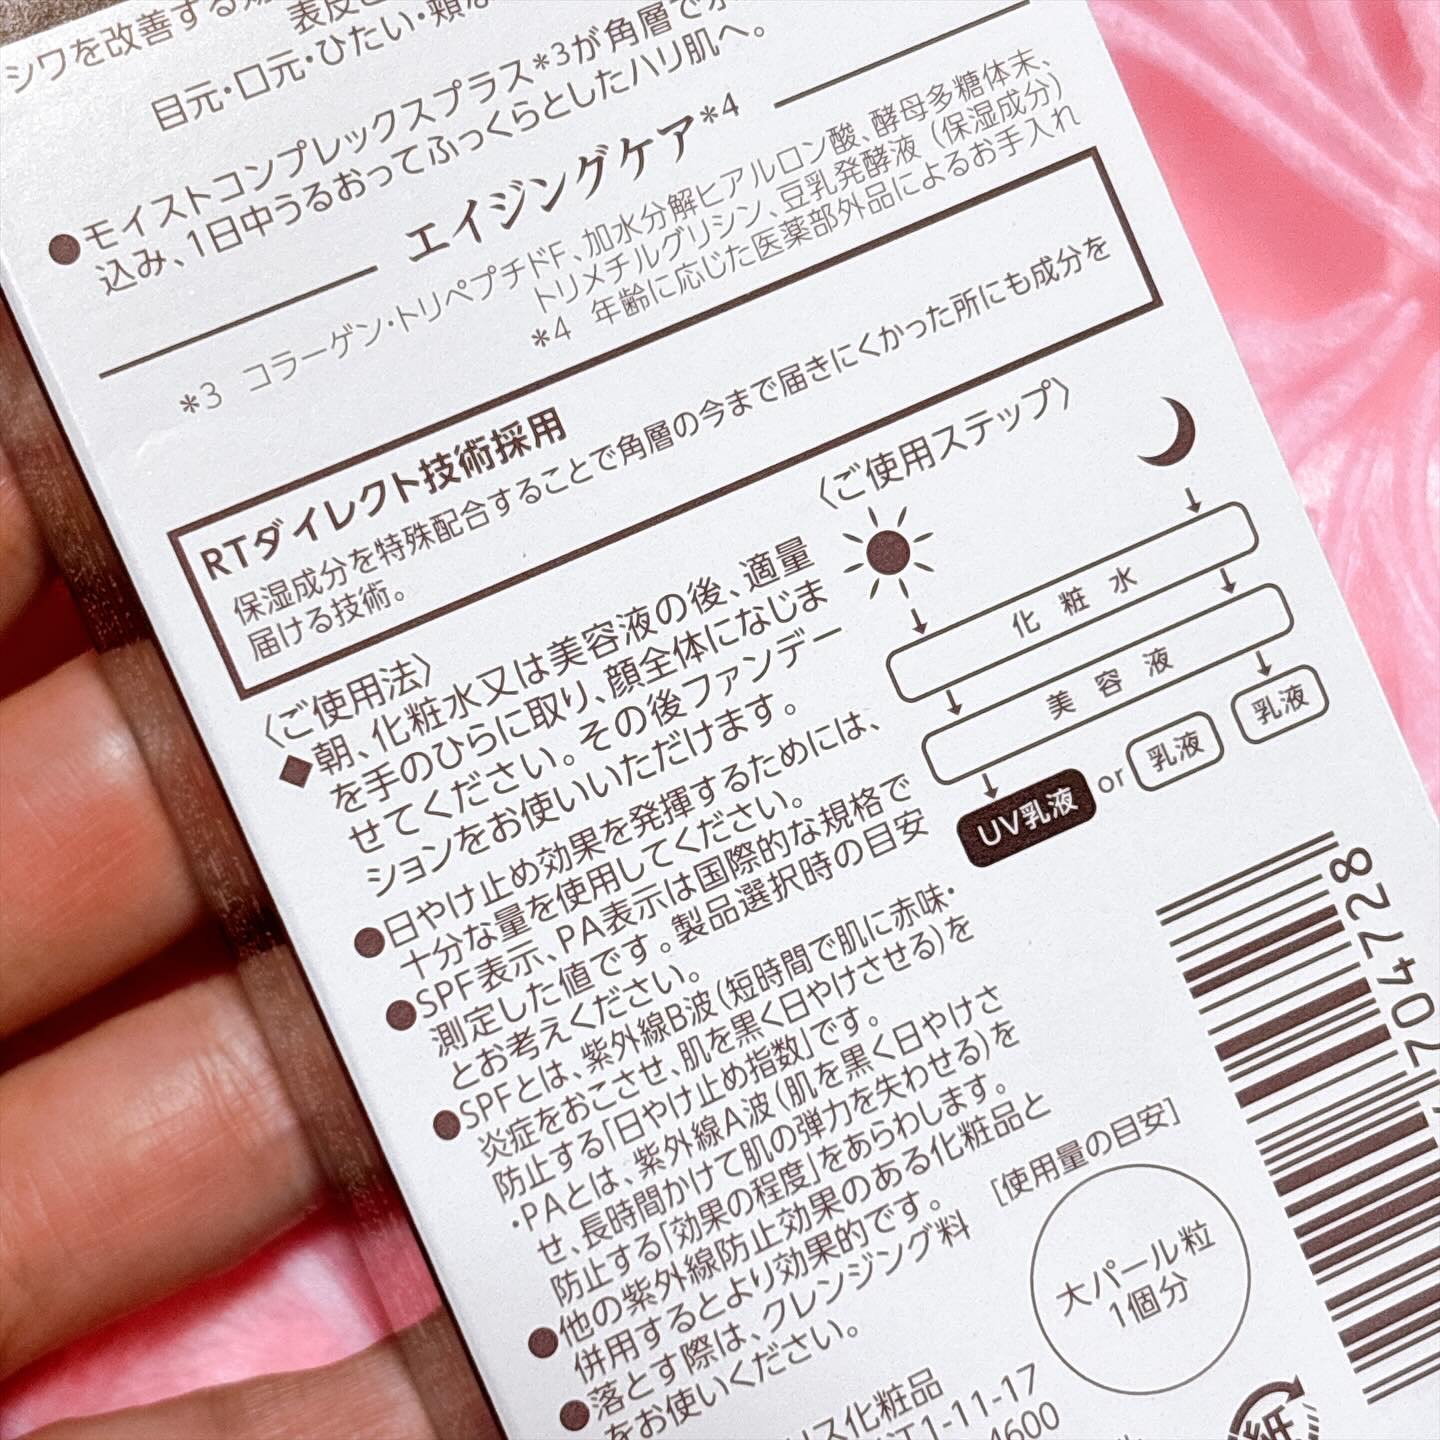 シワを改善する
表皮と
目元・口元・ひたい・頬な
●モイストコンプレックスプラス*3が角層で水
込み、1日中うるおってふっくらとしたハリ肌へ。
エイジングケア*4
*3 コラーゲン・トリペプチドF、加水分解ヒアルロン酸、酵母多糖体末、
トリメチルグリシン、豆乳発酵液(保湿成分)
*4 年齢に応じた医薬部外品によるお手入れ
RTダイレクト技術採用
保湿成分を特殊配合することで角層の今まで届きにくかった所にも成分を
届ける技術。
〈ご使用法〉
◆朝、化粧水又は美容液の後、適量
を手のひらに取り、顔全体になじま
せてください。その後ファンデー
ションをお使いいただけます。
●日やけ止め効果を発揮するためには、
十分な量を使用してください。
●SPF表示、PA表示は国際的な規格で
測定した値です。製品選択時の目安
とお考えください。
●SPFとは、紫外線B波(短時間で肌に赤味・
炎症をおこさせ、肌を黒く日やけさせる)を
防止する「日やけ止め指数」です。
・PAとは、紫外線A波(肌を黒く日やけさ
せ、長時間かけて肌の弾力を失わせる)を
防止する「効果の程度」をあらわします。
●他の紫外線防止効果のある化粧品と
併用するとより効果的です。
●落とす際は、クレンジング料
をお使いください。
〈ご使用ステップ〉
化粧水
美容液
UV乳液 or 乳液
乳液
[使用量の目安]
大パール粒
1個分
リス化粧品
1-11-17
4600
824702
紙